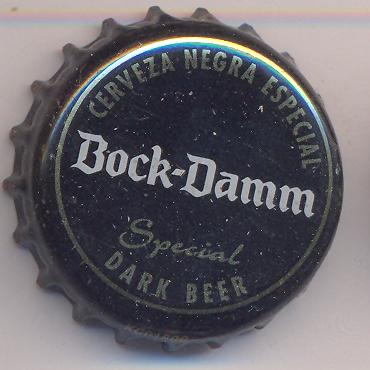 CERVEZA NEGRA ESPECIAL
Bock-Damm
Special
DARK BEER